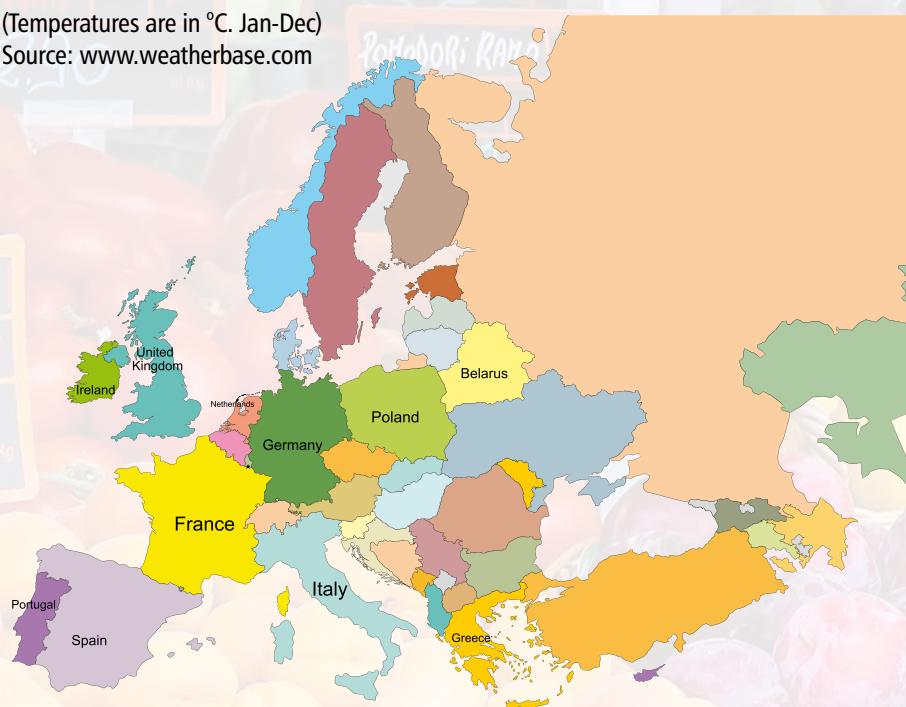 (Temperatures are in °C. Jan-Dec)
Source: www.weatherbase.com
POMODORI
United
Kingdom
Ireland
Netherlands
Belarus
Poland
Germany
France
Italy
Portugal
Spain
Greece